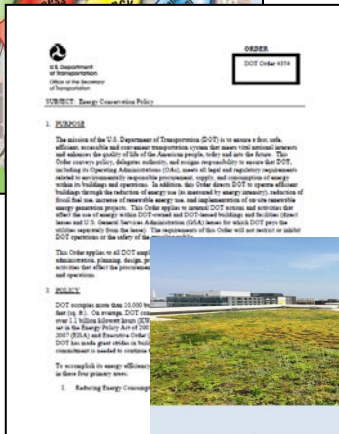 ORDER
DOT Order 4374
U.S. Department
of Transportation
Office of the Secretary
of Transportation
SUBJECT: Energy Conservation Policy
1. PURPOSE
The mission of the U.S. Department of Transportation (DOT) is to ensure a fast, safe,
efficient, accessible and convenient transportation system that meets vital national interests
and enhances the quality of life of the American people, today and into the future. This
Order conveys policy, delegates authority, and assigns responsibility to ensure that DOT,
including its Operating Administrations (OAs), meets all legal and regulatory requirements
related to environmentally responsible procurement, supply, and consumption of energy
within its buildings and operations. In addition, this Order directs DOT to operate efficient
buildings through the reduction of energy use (as measured by energy intensity), reduction of
fossil fuel use, increase of renewable energy use, and implementation of on-site renewable
energy generation projects. This Order applies to internal DOT actions and activities that
affect the use of energy within DOT-owned and DOT-leased buildings and facilities (direct
leases and U.S. General Services Administration (GSA) leases for which DOT pays the
utilities separately from the lease). The requirements of this Order will not restrict or inhibit
DOT operations or the safety of the
This Order applies to all DOT
administration, planning, design,
activities that affect the procurement
and operations.
POLICY
DOT occupies more than 10,000
feet (sq. ft.). On average, DOT
over 1.1 billion kilowatt hours
set in the Energy Policy Act of
2007 (EISA) and Executive Order
DOT has made great strides in
commitment is needed to continue
To accomplish its energy efficiency
in these four primary areas:
1. Reducing Energy